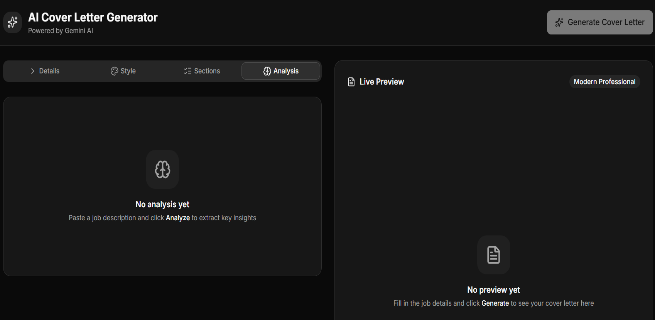 AI Cover Letter Generator
Powered by Gemini AI
Generate Cover Letter
Details
Style
Sections
Analysis
No analysis yet
Paste a job description and click Analyze to extract key insights
Live Preview
Modern Professional
No preview yet
Fill in the job details and click Generate to see your cover letter here